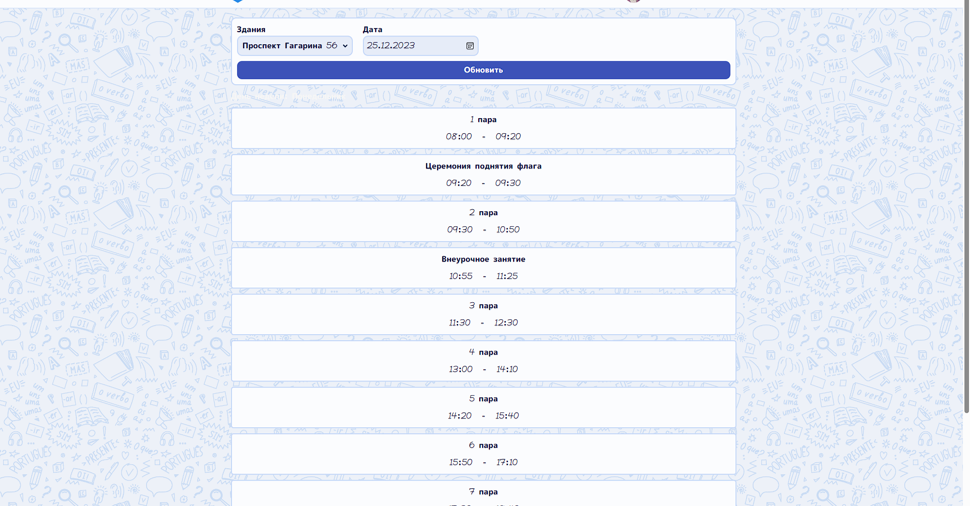 Здания
Дата
Проспект Гагарина 56
25.12.2023
Обновить
1 пара
08:00 - 09:20
Церемония поднятия флага
09:20 - 09:30
2 пара
09:30 - 10:50
Внеурочное занятие
10:55 - 11:25
3 пара
11:30 - 12:30
4 пара
13:00 - 14:10
5 пара
14:20 - 15:40
6 пара
15:50 - 17:10
7 пара